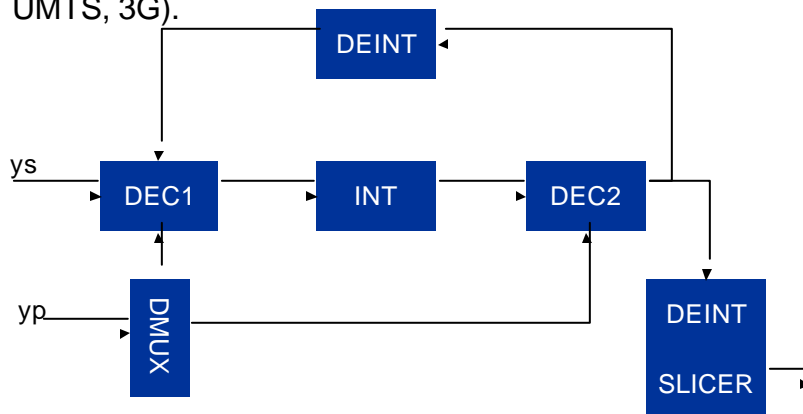 UMTS, 3G).
DEINT
ys
DEC1
INT
DEC2
yp
DMUX
DEINT
SLICER